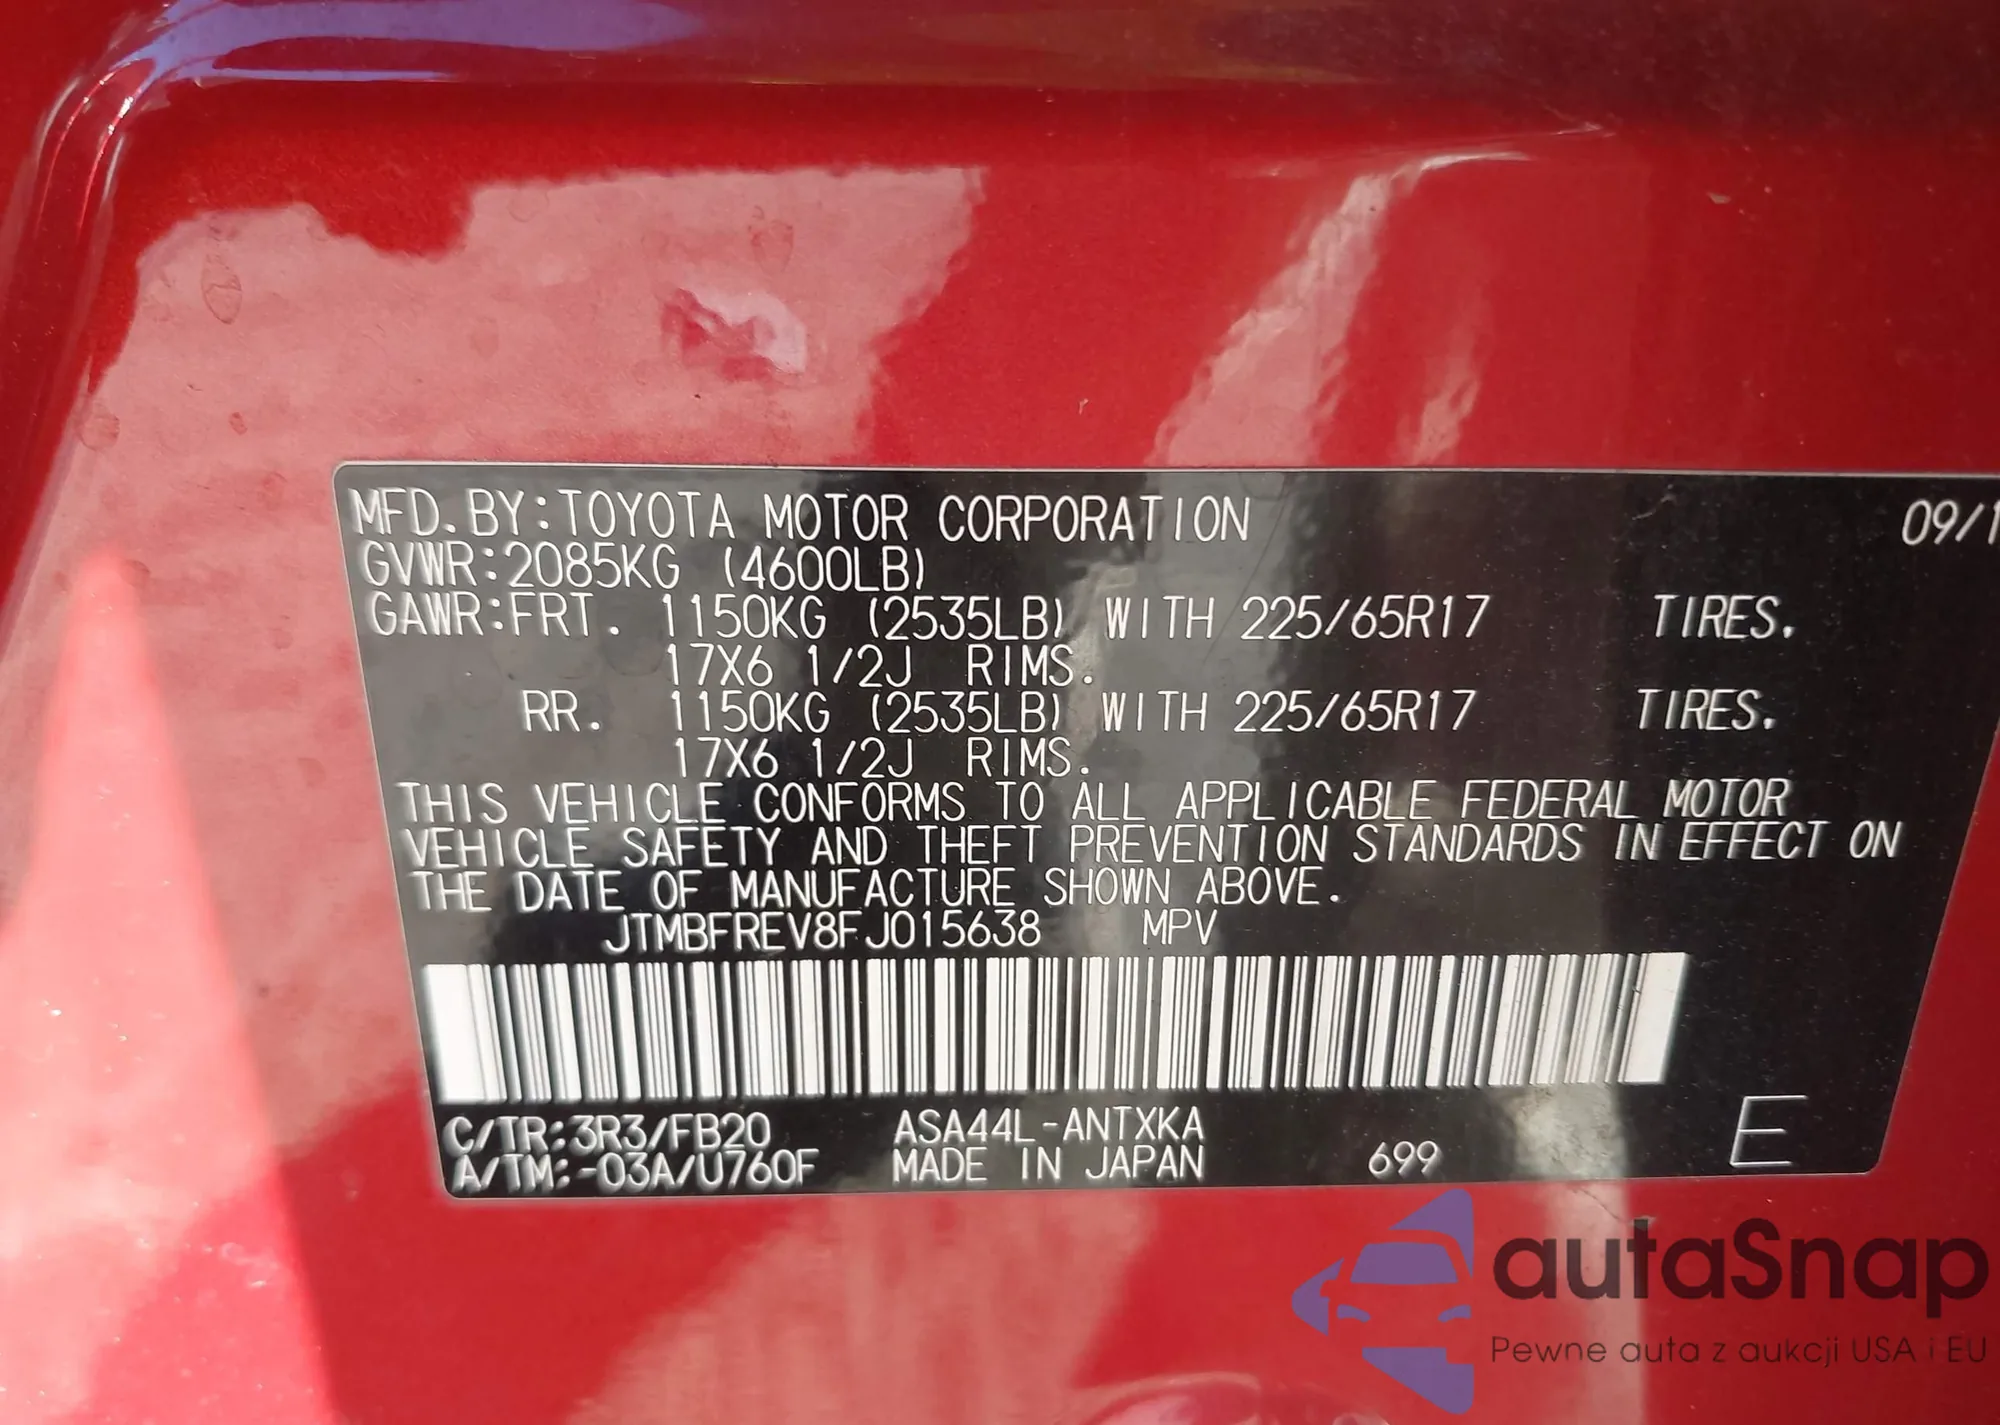 MFD. BY:TOYOTA MOTOR CORPORATION 09/1
GVWR:2085KG (4600LB)
GAWR:FRT. 1150KG (2535LB) WITH 225/65R17 TIRES.
17X6 1/2J RIMS.
RR. 1150KG (2535LB) WITH 225/65R17 TIRES.
17X6 1/2J RIMS.
THIS VEHICLE CONFORMS TO ALL APPLICABLE FEDERAL MOTOR
VEHICLE SAFETY AND THEFT PREVENTION STANDARDS IN EFFECT ON
THE DATE OF MANUFACTURE SHOWN ABOVE.
JTMBFREV8FJ015638 MPV
C/TR:3R3/FB20 ASA44L-ANTXKA
A/TM:-03A/U760F MADE IN JAPAN 699 E
autaSnap
Pewne auta z aukcji USA i EU